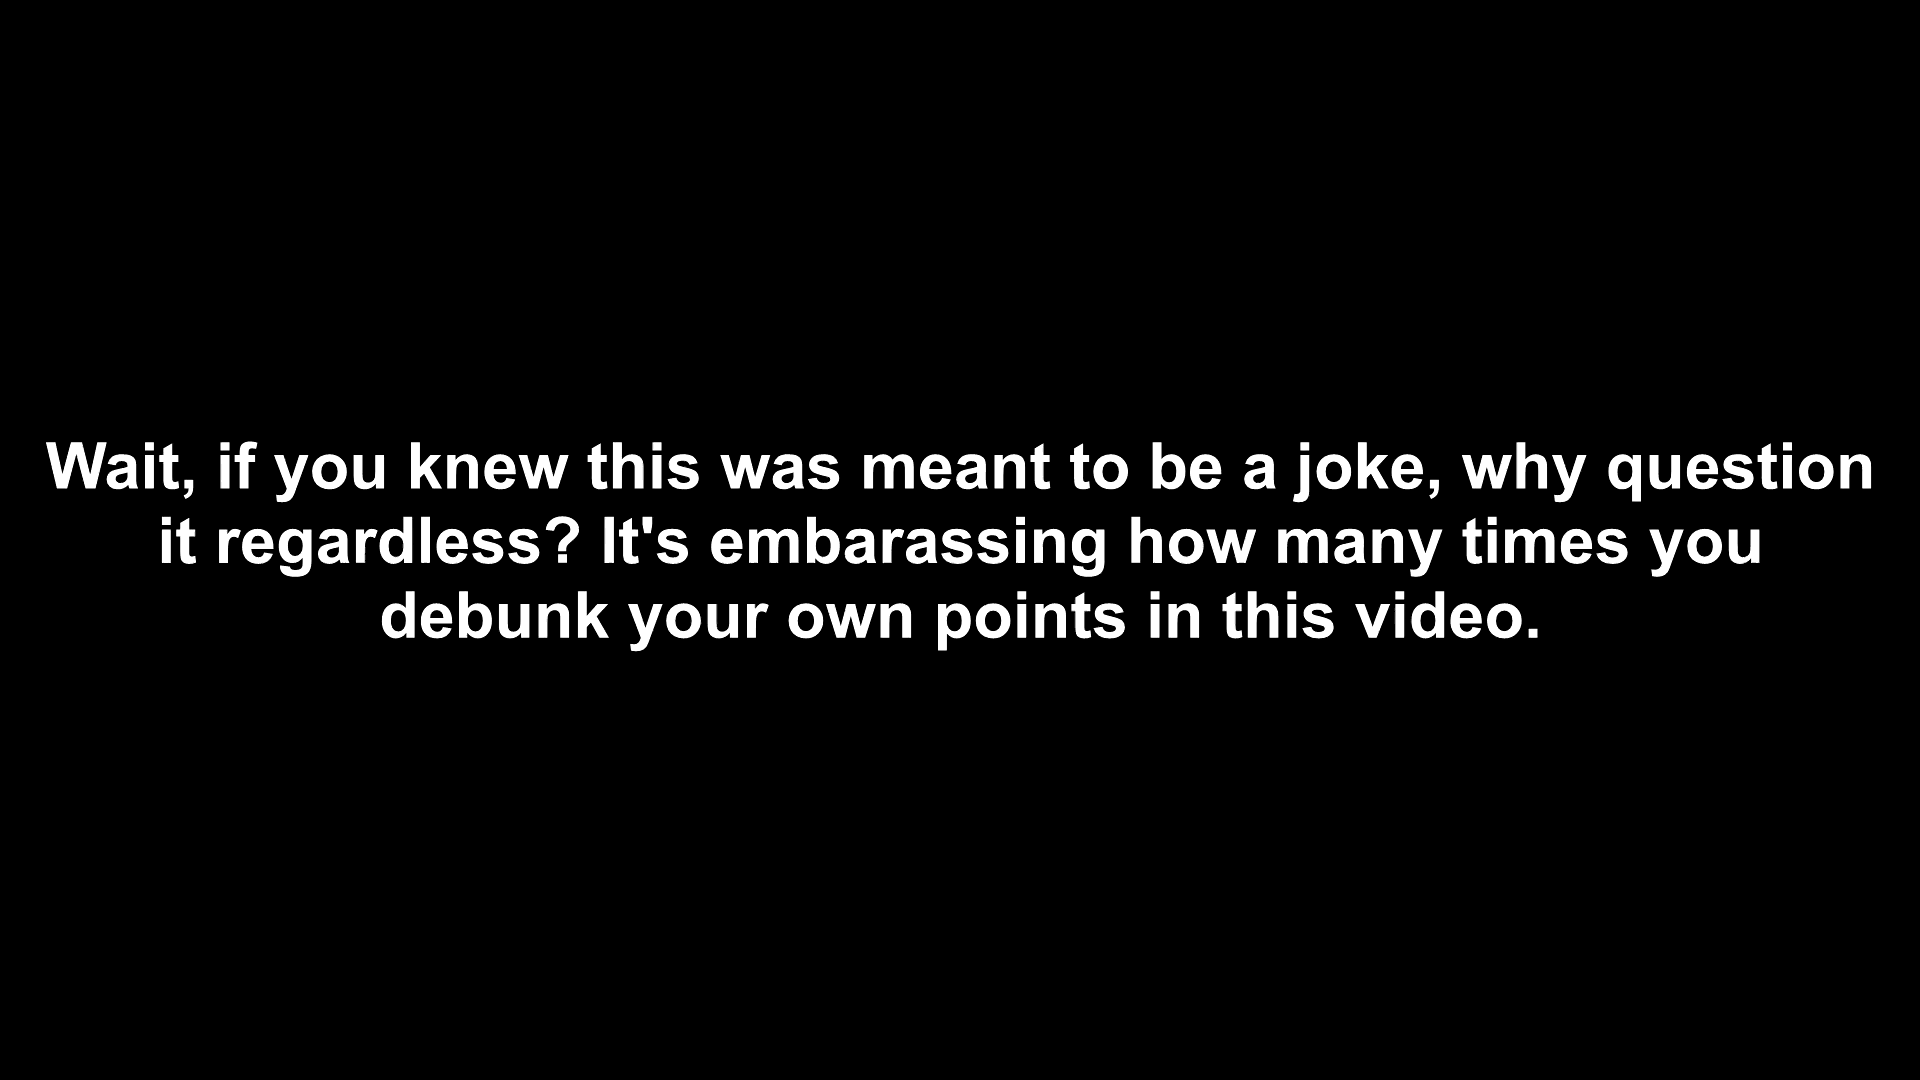 Wait, if you knew this was meant to be a joke, why question
it regardless? It's embarassing how many times you
debunk your own points in this video.